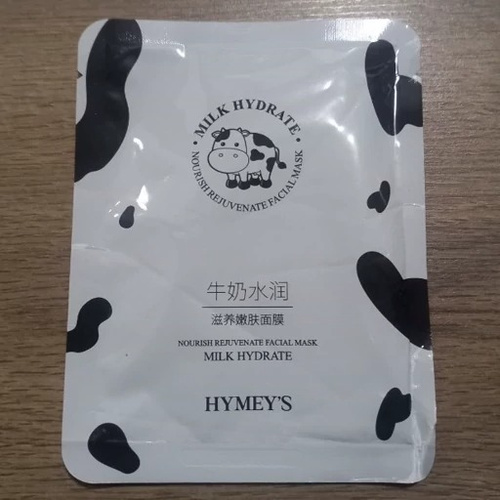 · MILK HYDRATE ·
NOURISH REJUVENATE FACIAL MASK
牛奶水润
滋养嫩肤面膜
NOURISH REJUVENATE FACIAL MASK
MILK HYDRATE
HYMEY'S